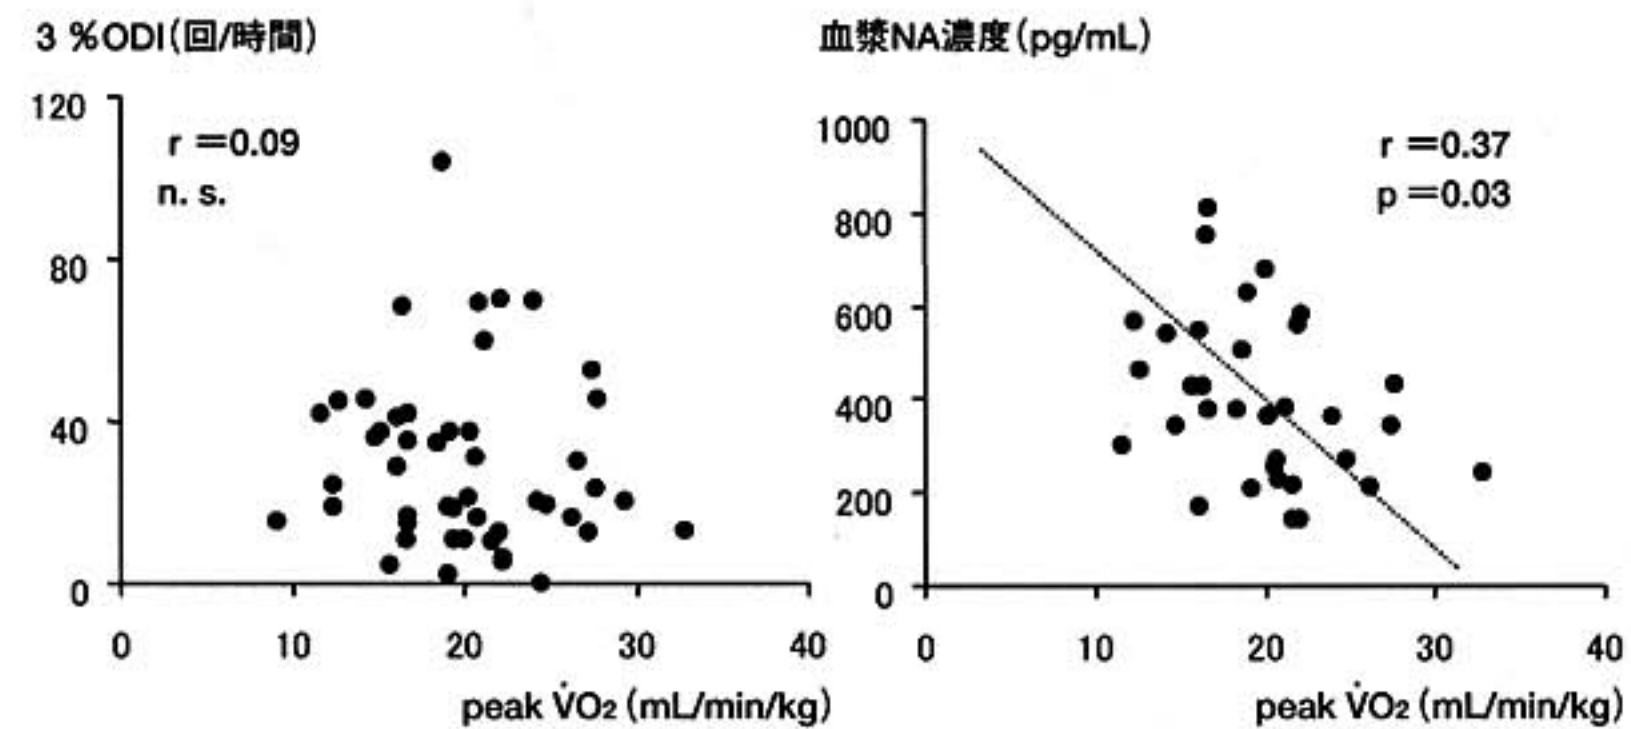 3 %ODI(回/時間)
120
r =0.09
n. s.
80
40
0
0 10 20 30 40
peak V̇O₂ (mL/min/kg)
血漿NA濃度(pg/mL)
1000
r =0.37
p =0.03
800
600
400
200
0
0 10 20 30 40
peak V̇O₂ (mL/min/kg)